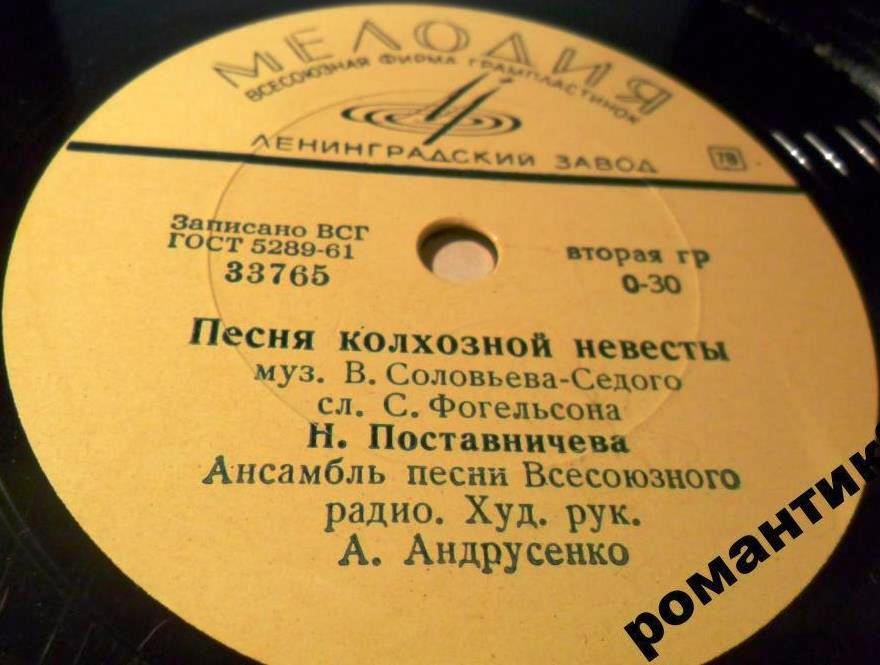 МЕЛОДИЯ
ВСЕСОЮЗНАЯ ФИРМА ГРАМПЛАСТИНОК
ЛЕНИНГРАДСКИЙ ЗАВОД 78
Записано ВСГ
ГОСТ 5289-61
33765
вторая гр
0-30
Песня колхозной невесты
муз. В. Соловьева-Седого
сл. С. Фогельсона
Н. Поставничева
Ансамбль песни Всесоюзного
радио. Худ. рук.
А. Андрусенко